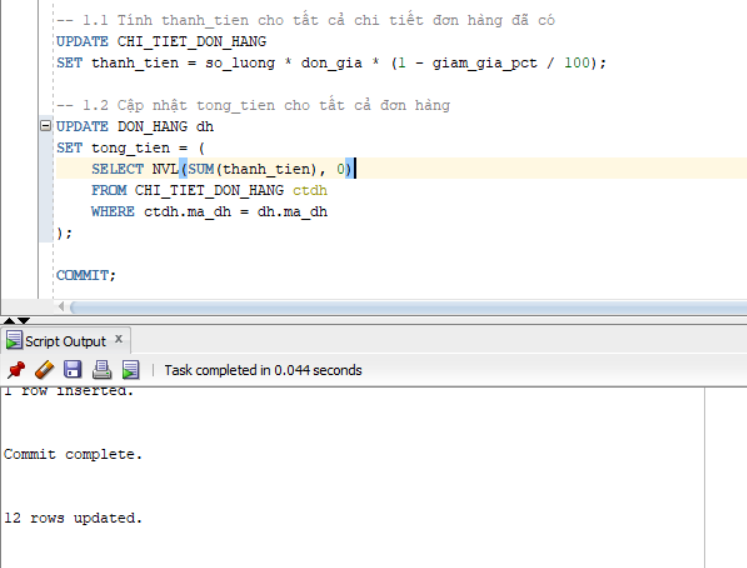 -- 1.1 Tính thanh_tien cho tất cả chi tiết đơn hàng đã có
UPDATE CHI_TIET_DON_HANG
SET thanh_tien = so_luong * don_gia * (1 - giam_gia_pct / 100);
-- 1.2 Cập nhật tong_tien cho tất cả đơn hàng
UPDATE DON_HANG dh
SET tong_tien = (
SELECT NVL(SUM(thanh_tien), 0)
FROM CHI_TIET_DON_HANG ctdh
WHERE ctdh.ma_dh = dh.ma_dh
);
COMMIT;
Script Output x
Task completed in 0.044 seconds
1 row inserted.
Commit complete.
12 rows updated.